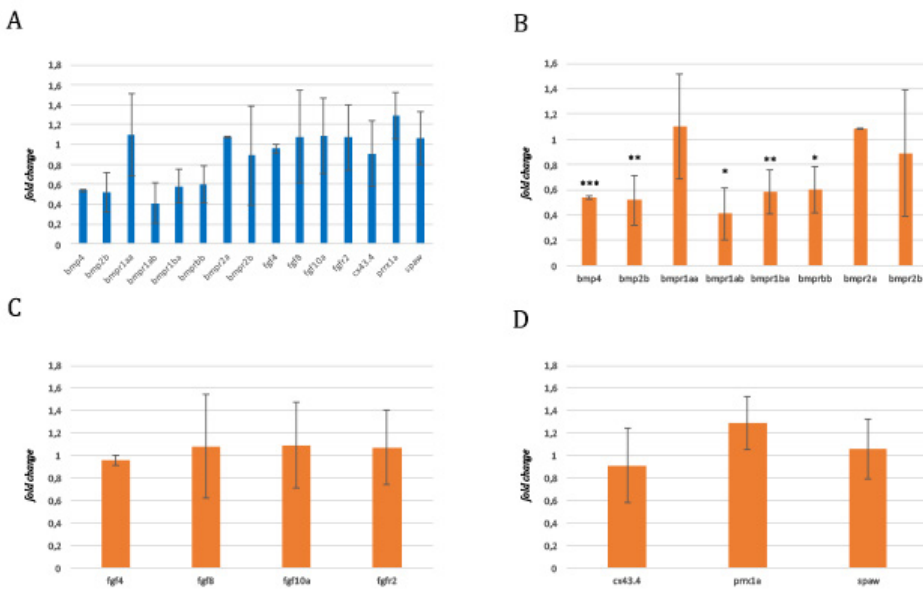 A
1,8
1,6
1,4
1,2
1
0,8
0,6
0,4
0,2
0
fold change
bmp4
bmp2b
bmpr1aa
bmpr1ab
bmpr1ba
bmprbb
bmpr2a
bmpr2b
fgf4
fgf8
fgf10a
fgfr2
cx43.4
prrx1a
spaw
B
1,6
1,4
1,2
1
0,8
0,6
0,4
0,2
0
fold change
***
**
*
**
*
bmp4
bmp2b
bmpr1aa
bmpr1ab
bmpr1ba
bmprbb
bmpr2a
bmpr2b
C
1,8
1,6
1,4
1,2
1
0,8
0,6
0,4
0,2
0
fold change
fgf4
fgf8
fgf10a
fgfr2
D
1,8
1,6
1,4
1,2
1
0,8
0,6
0,4
0,2
0
fold change
cx43.4
prrx1a
spaw